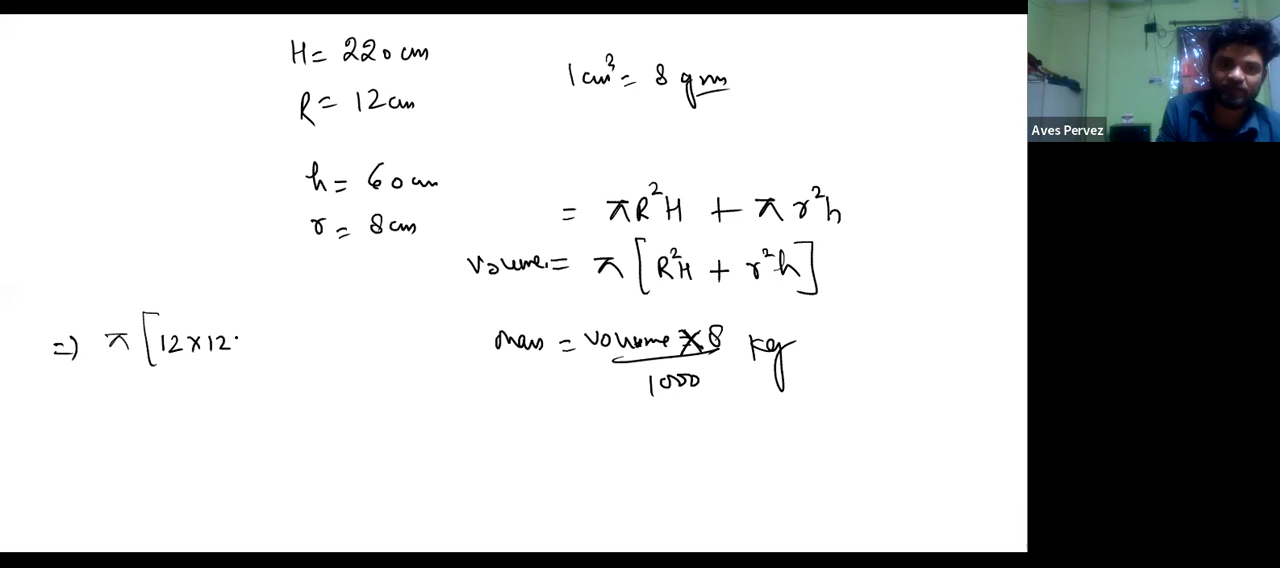 H = 220 cm
R = 12 cm
1 cm³ = 8 gm
h = 60 cm
r = 8 cm
= πR²H + πr²h
Volume = π[R²H + r²h]
mass = volume × 8 / 1000 kg
=) π[12×12·
Aves Pervez